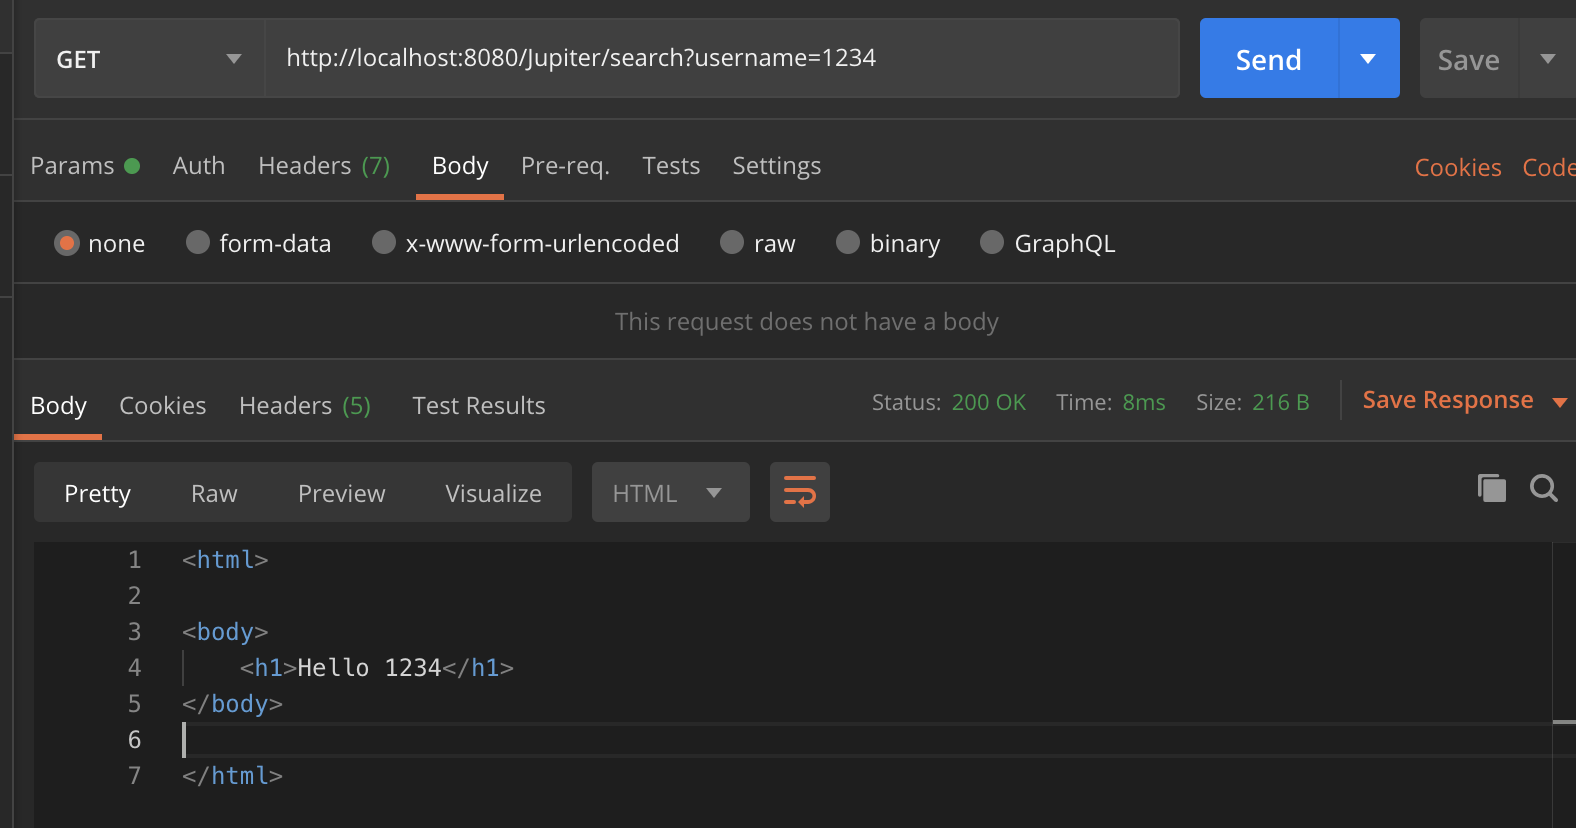 GET http://localhost:8080/Jupiter/search?username=1234 Send Save
Params Auth Headers (7) Body Pre-req. Tests Settings Cookies Code
none form-data x-www-form-urlencoded raw binary GraphQL
This request does not have a body
Body Cookies Headers (5) Test Results Status: 200 OK Time: 8ms Size: 216 B Save Response
Pretty Raw Preview Visualize HTML
1 <html>
2
3 <body>
4 <h1>Hello 1234</h1>
5 </body>
6
7 </html>